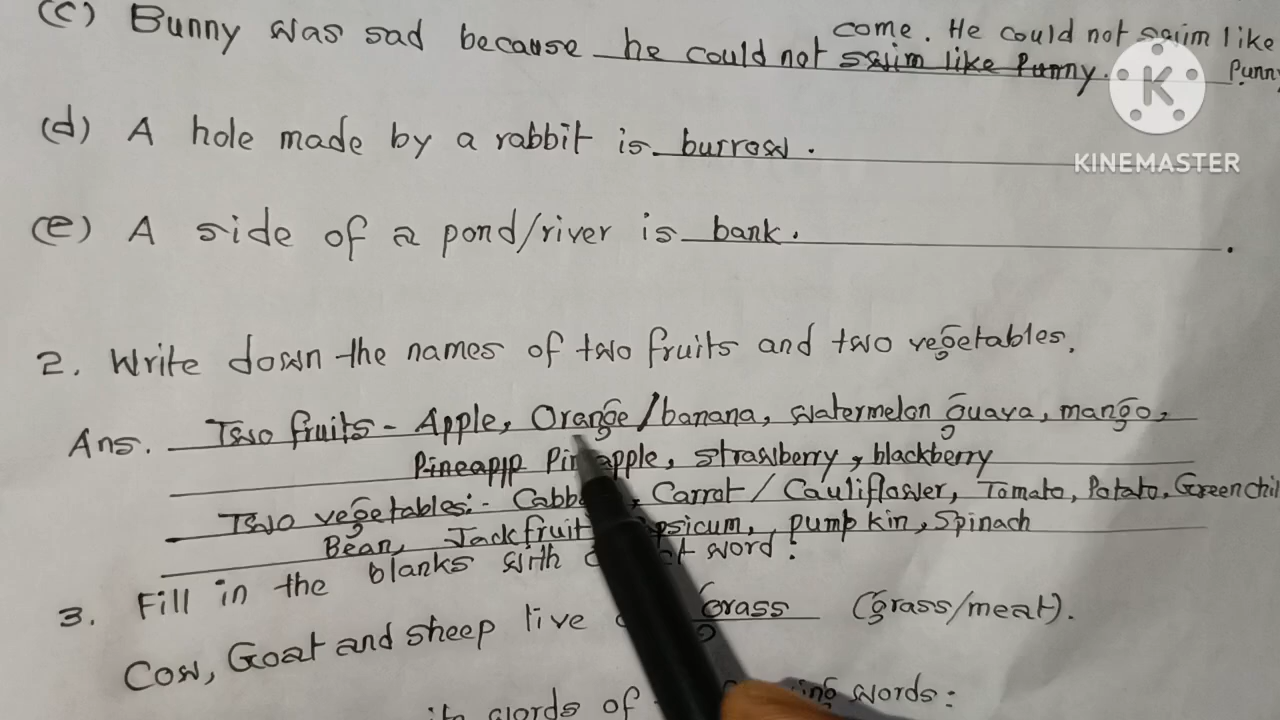 (c) Bunny was sad because he could not swim like Punny.
come. He could not swim like Punny
K
KINEMASTER
(d) A hole made by a rabbit is burrow.
(e) A side of a pond/river is bank.
2. Write down the names of two fruits and two vegetables.
Ans. Two fruits - Apple, Orange/banana, watermelon guava, mango,
Pineapple, strawberry, blackberry
Two vegetables:- Carrot/Cauliflower, Tomato, Potato, Green
Bean, Jackfruit pumpkin, Spinach
3. Fill in the blanks with word:
Cow, Goat and sheep live Grass (grass/meat).
words of words: